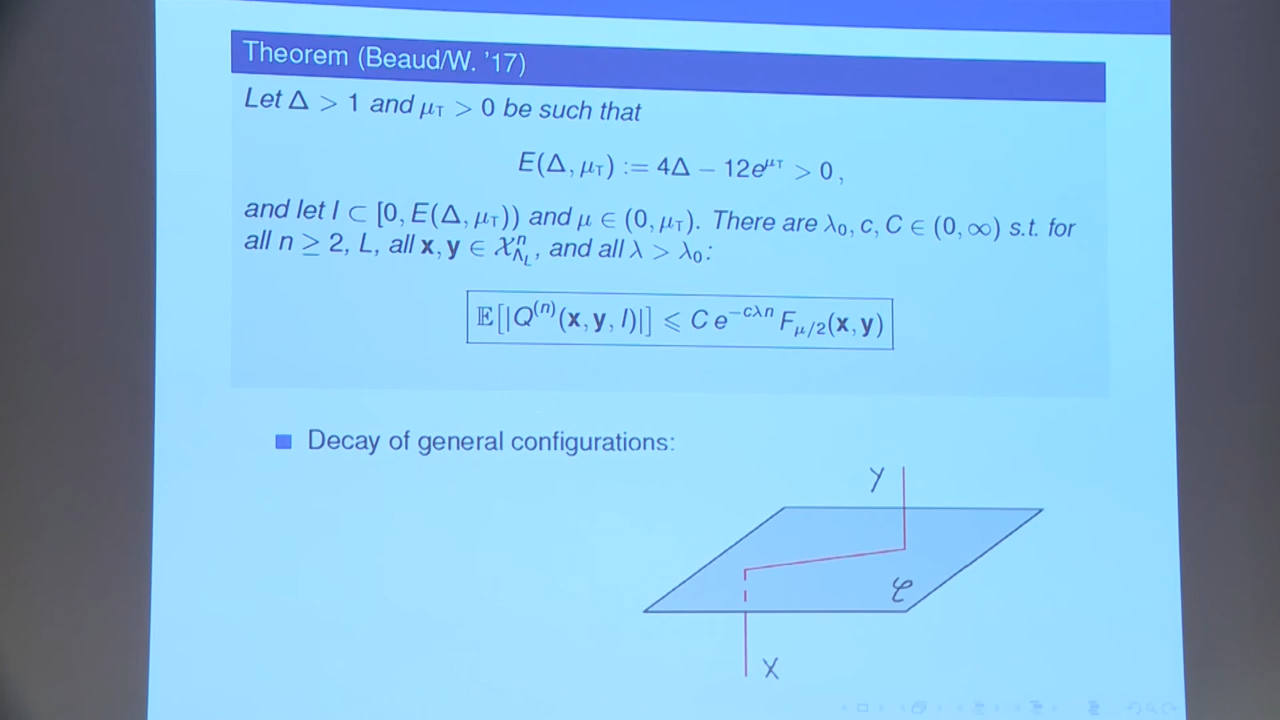 Theorem (Beaud/W. '17)
Let Δ > 1 and μ_T > 0 be such that
E(Δ, μ_T) := 4Δ − 12e^{μ_T} > 0,
and let I ⊂ [0, E(Δ, μ_T)) and μ ∈ (0, μ_T). There are λ₀, c, C ∈ (0, ∞) s.t. for
all n ≥ 2, L, all x, y ∈ 𝒳ⁿ_{Λ_L}, and all λ > λ₀:
𝔼[|Q^{(n)}(x, y, I)|] ⩽ C e^{−cλn} F_{μ/2}(x, y)
Decay of general configurations:
y
𝒞
x